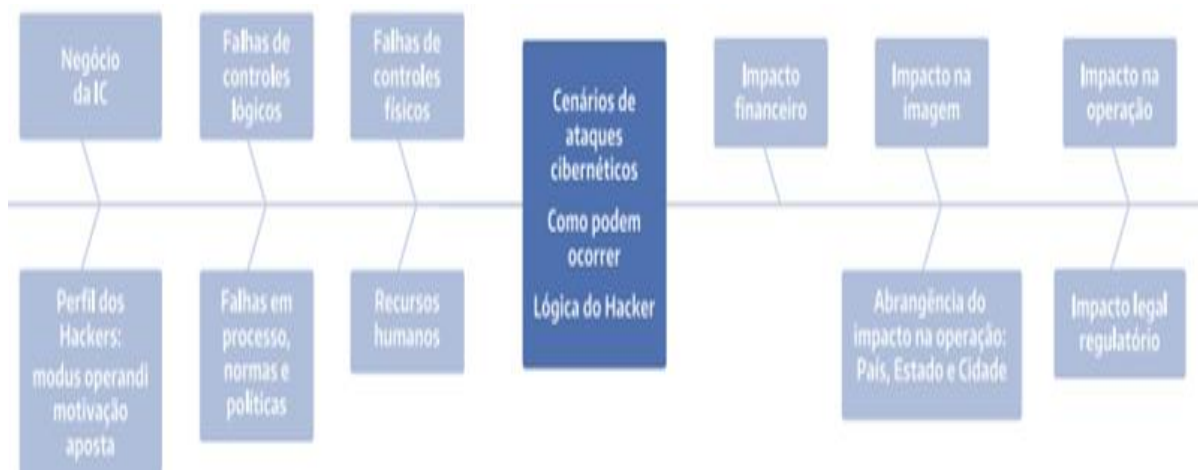 Negócio
da IC
Falhas de
controles
lógicos
Falhas de
controles
físicos
Cenários de
ataques
cibernéticos
Como podem
ocorrer
Lógica do Hacker
Impacto
financeiro
Impacto na
imagem
Impacto na
operação
Perfil dos
Hackers:
modus operandi
motivação
aposta
Falhas em
processo,
normas e
políticas
Recursos
humanos
Abrangência do
impacto na operação:
País, Estado e Cidade
Impacto legal
regulatório